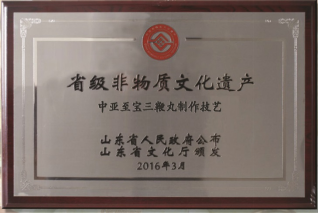 省级非物质文化遗产
中亚至宝三鞭丸制作技艺
山东省人民政府公布
山东省文化厅颁发
2016年3月